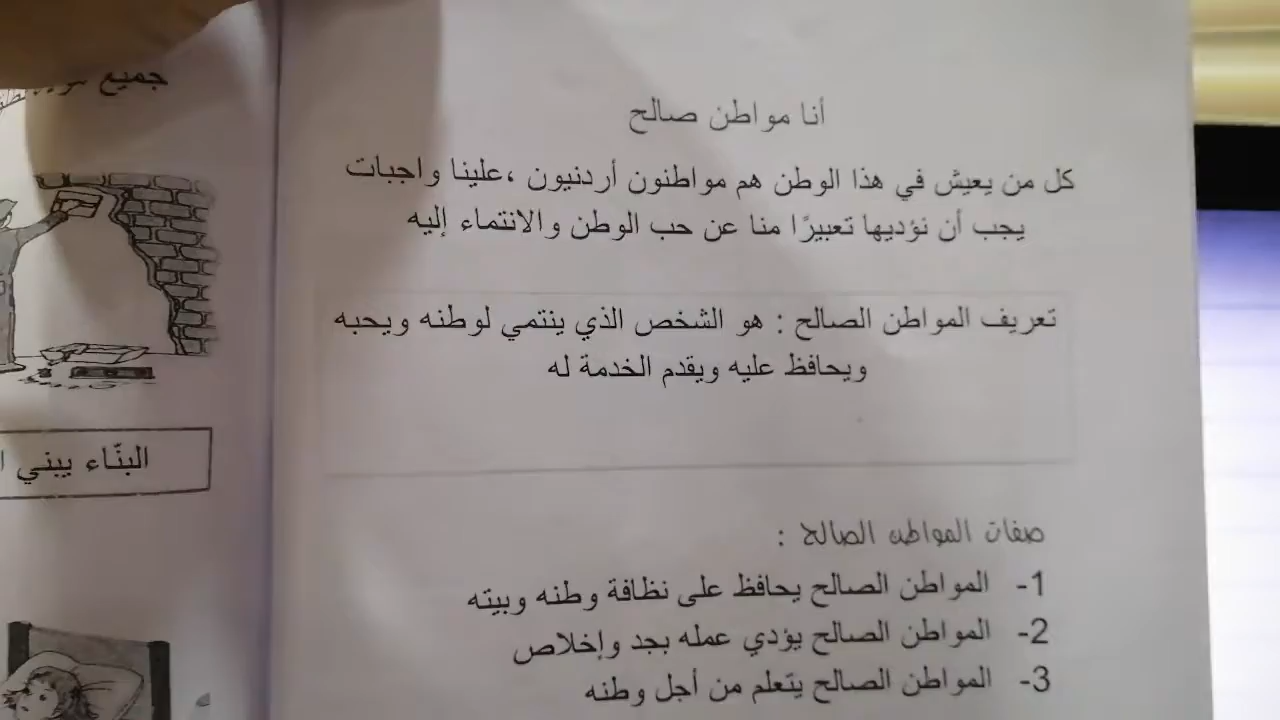 أنا مواطن صالح
كل من يعيش في هذا الوطن هم مواطنون أردنيون ،علينا واجبات
يجب أن نؤديها تعبيرًا منا عن حب الوطن والانتماء إليه
تعريف المواطن الصالح : هو الشخص الذي ينتمي لوطنه ويحبه
ويحافظ عليه ويقدم الخدمة له
صفات المواطن الصالح :
1- المواطن الصالح يحافظ على نظافة وطنه وبيته
2- المواطن الصالح يؤدي عمله بجد وإخلاص
3- المواطن الصالح يتعلم من أجل وطنه
جميع
البنّاء يبني